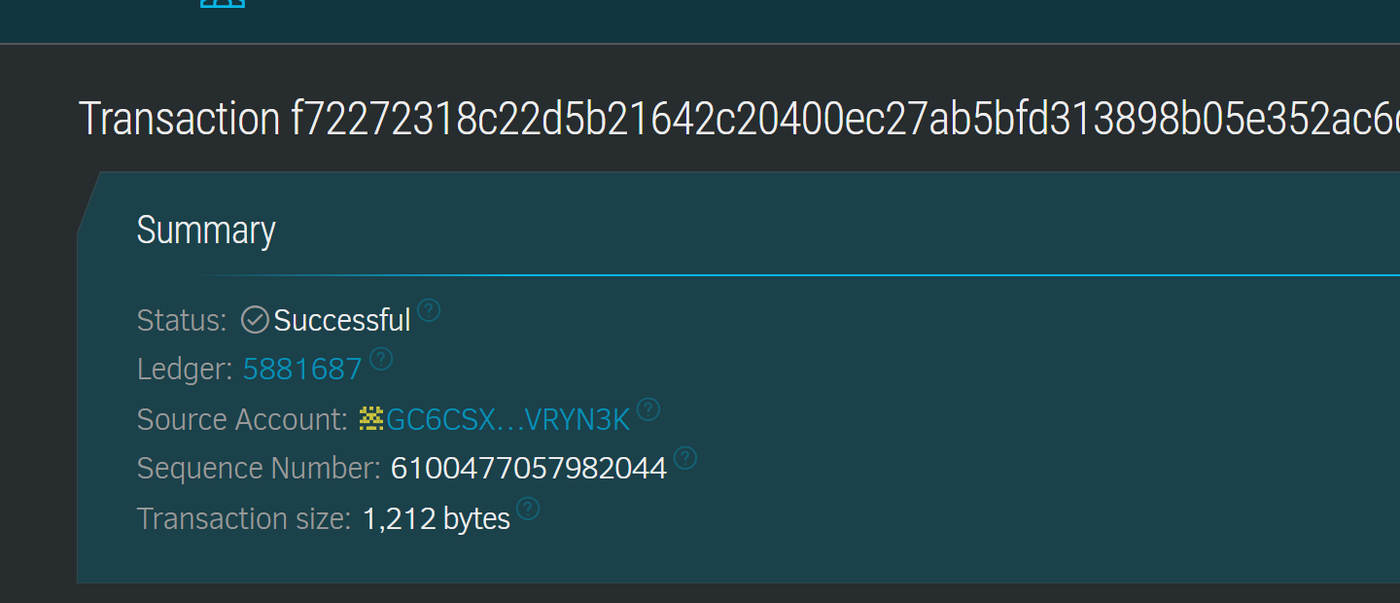 Transaction f72272318c22d5b21642c20400ec27ab5bfd313898b05e352ac6
Summary
Status: Successful
Ledger: 5881687
Source Account: GC6CSX...VRYN3K
Sequence Number: 6100477057982044
Transaction size: 1,212 bytes